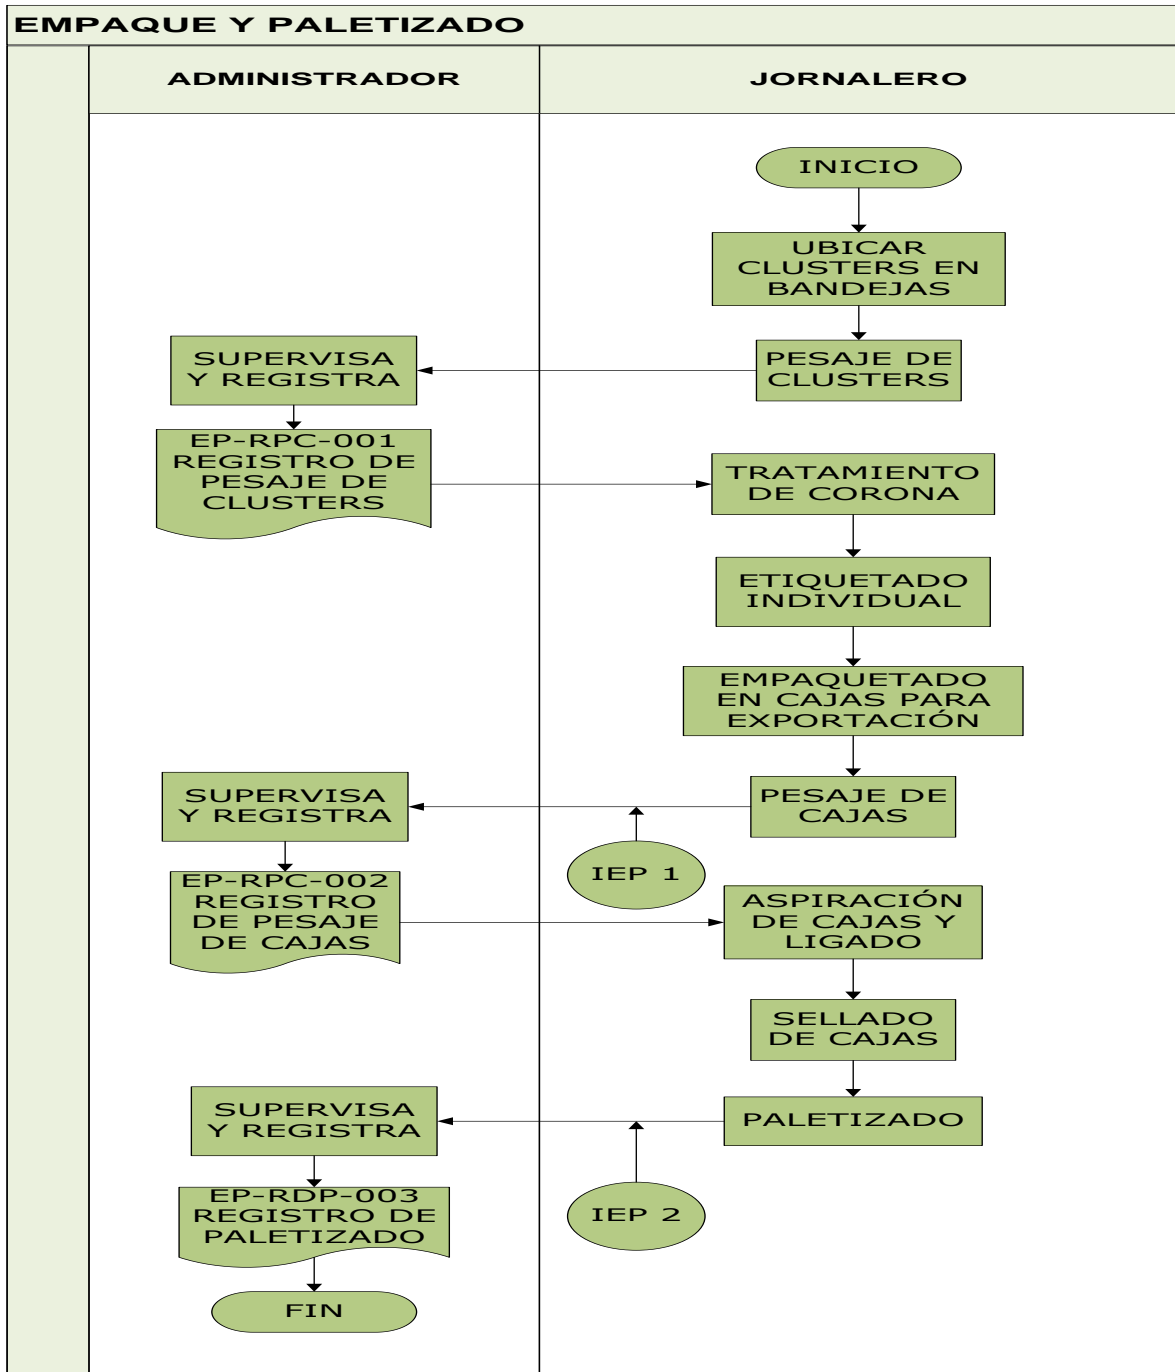 EMPAQUE Y PALETIZADO
ADMINISTRADOR
JORNALERO
INICIO
UBICAR
CLUSTERS EN
BANDEJAS
PESAJE DE
CLUSTERS
SUPERVISA
Y REGISTRA
EP-RPC-001
REGISTRO DE
PESAJE DE
CLUSTERS
TRATAMIENTO
DE CORONA
ETIQUETADO
INDIVIDUAL
EMPAQUETADO
EN CAJAS PARA
EXPORTACIÓN
PESAJE DE
CAJAS
SUPERVISA
Y REGISTRA
IEP 1
EP-RPC-002
REGISTRO
DE PESAJE
DE CAJAS
ASPIRACIÓN
DE CAJAS Y
LIGADO
SELLADO
DE CAJAS
PALETIZADO
SUPERVISA
Y REGISTRA
IEP 2
EP-RDP-003
REGISTRO DE
PALETIZADO
FIN